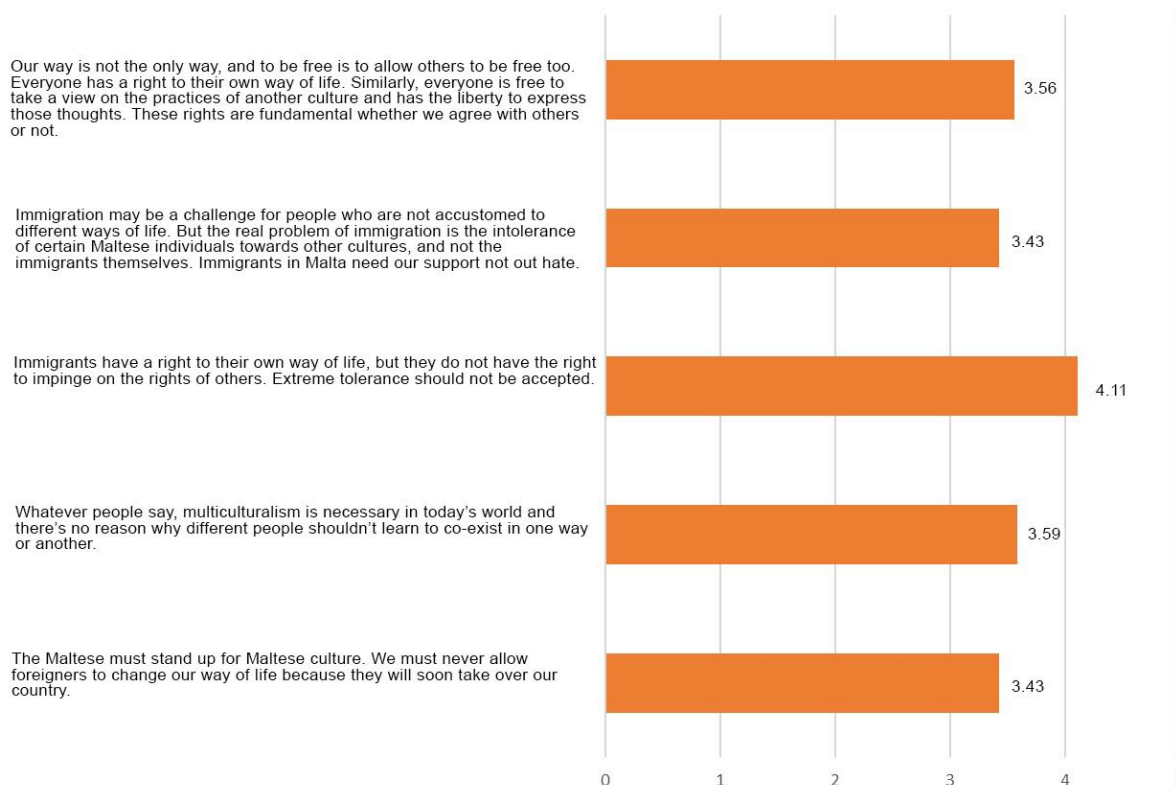 Our way is not the only way, and to be free is to allow others to be free too.
Everyone has a right to their own way of life. Similarly, everyone is free to
take a view on the practices of another culture and has the liberty to express
those thoughts. These rights are fundamental whether we agree with others
or not.
3.56
Immigration may be a challenge for people who are not accustomed to
different ways of life. But the real problem of immigration is the intolerance
of certain Maltese individuals towards other cultures, and not the
immigrants themselves. Immigrants in Malta need our support not out hate.
3.43
Immigrants have a right to their own way of life, but they do not have the right
to impinge on the rights of others. Extreme tolerance should not be accepted.
4.11
Whatever people say, multiculturalism is necessary in today's world and
there's no reason why different people shouldn't learn to co-exist in one way
or another.
3.59
The Maltese must stand up for Maltese culture. We must never allow
foreigners to change our way of life because they will soon take over our
country.
3.43
0 1 2 3 4